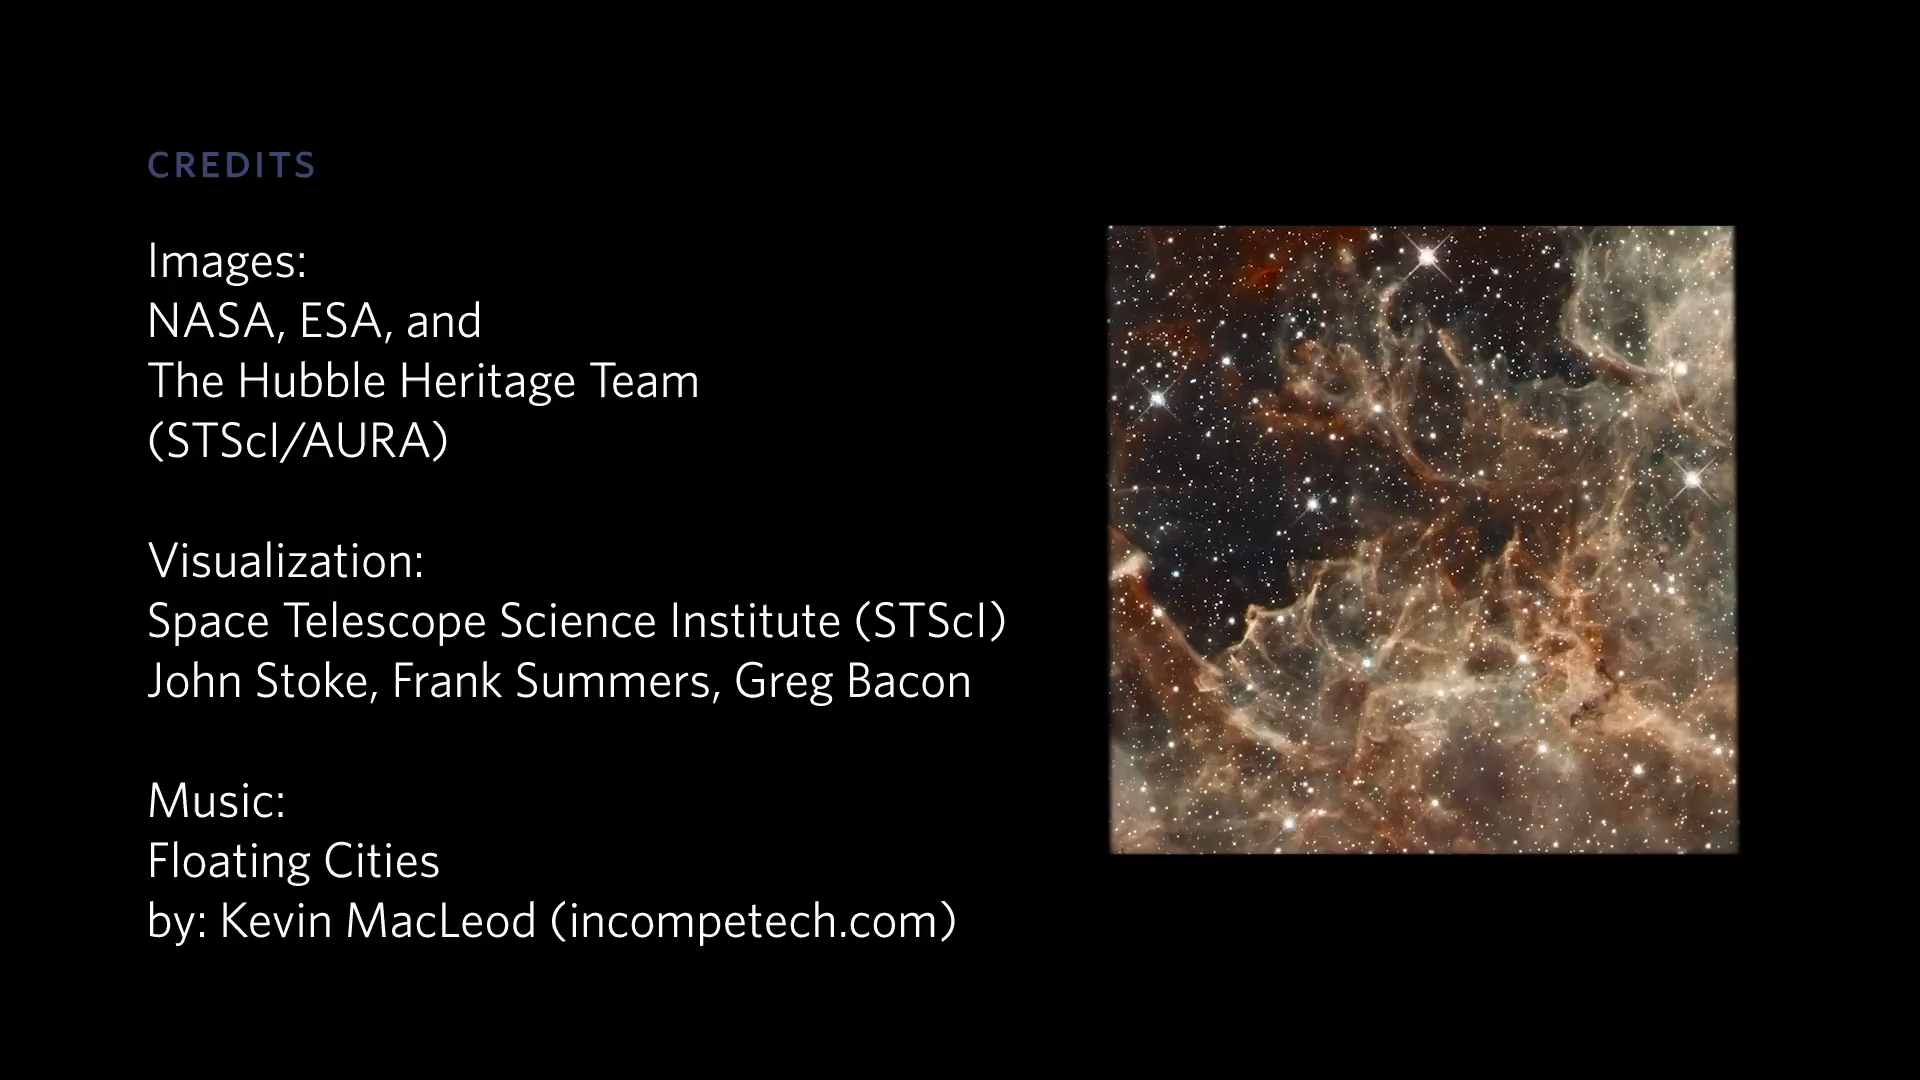 CREDITS
Images:
NASA, ESA, and
The Hubble Heritage Team
(STScI/AURA)
Visualization:
Space Telescope Science Institute (STScI)
John Stoke, Frank Summers, Greg Bacon
Music:
Floating Cities
by: Kevin MacLeod (incompetech.com)